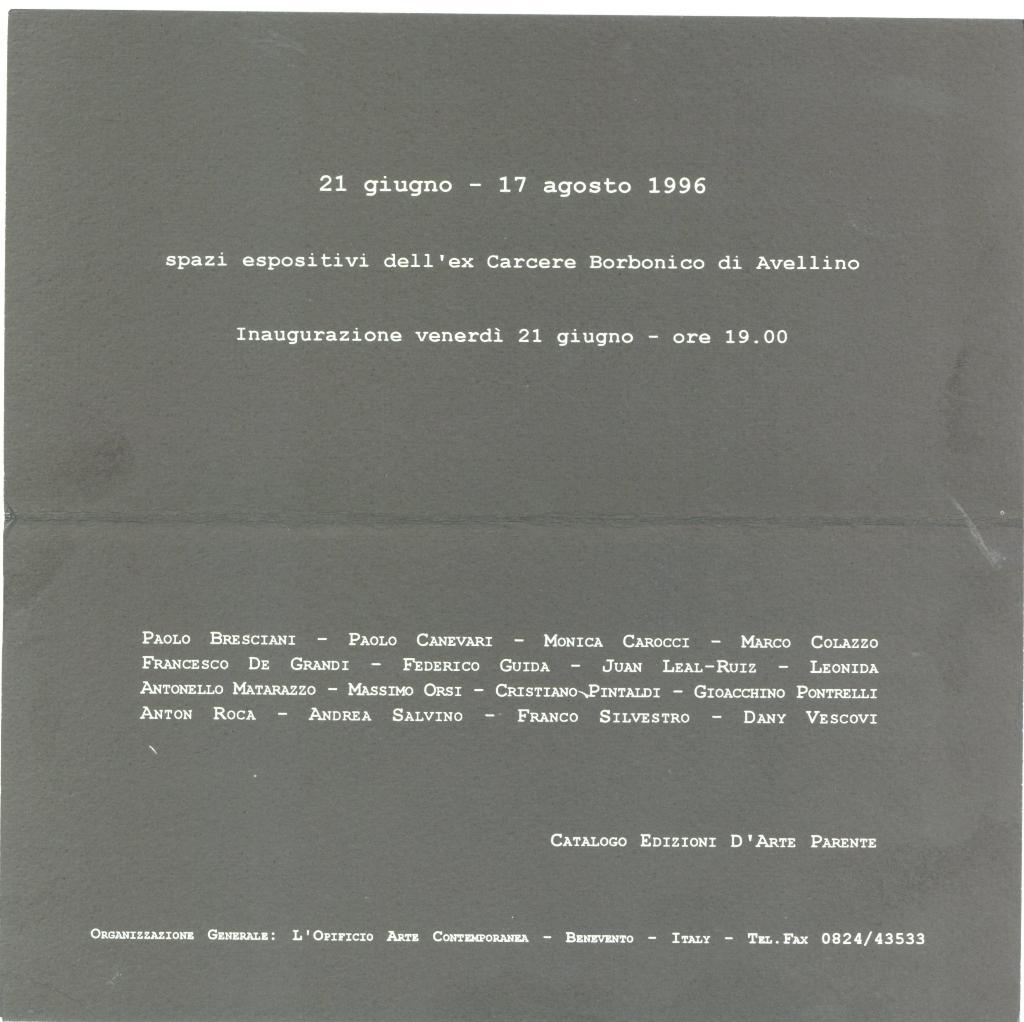 21 giugno - 17 agosto 1996
spazi espositivi dell'ex Carcere Borbonico di Avellino
Inaugurazione venerdì 21 giugno - ore 19.00
PAOLO BRESCIANI - PAOLO CANEVARI - MONICA CAROCCI - MARCO COLAZZO
FRANCESCO DE GRANDI - FEDERICO GUIDA - JUAN LEAL-RUIZ - LEONIDA
ANTONELLO MATARAZZO - MASSIMO ORSI - CRISTIANO PINTALDI - GIOACCHINO PONTRELLI
ANTON ROCA - ANDREA SALVINO - FRANCO SILVESTRO - DANY VESCOVI
CATALOGO EDIZIONI D'ARTE PARENTE
ORGANIZZAZIONE GENERALE: L'OPIFICIO ARTE CONTEMPORANEA - BENEVENTO - ITALY - TEL.FAX 0824/43533